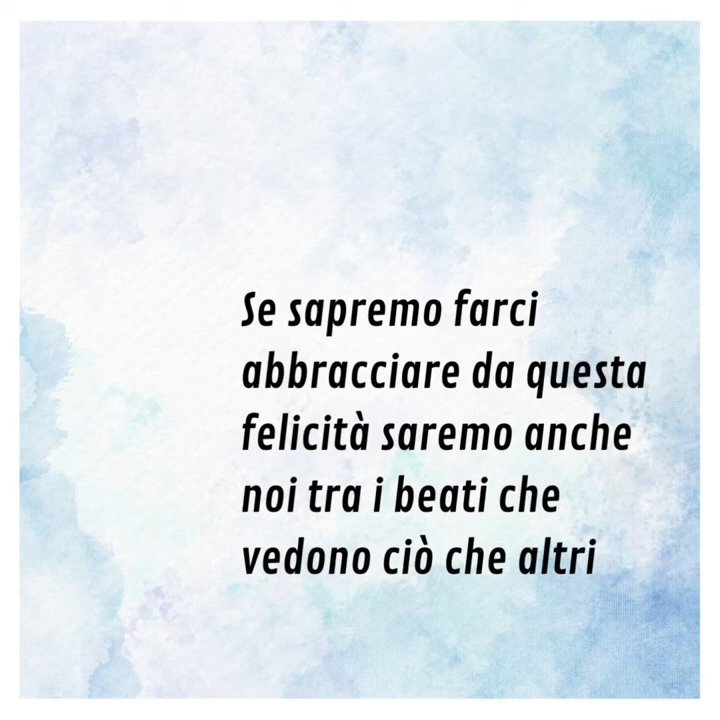 Se sapremo farci
abbracciare da questa
felicità saremo anche
noi tra i beati che
vedono ciò che altri